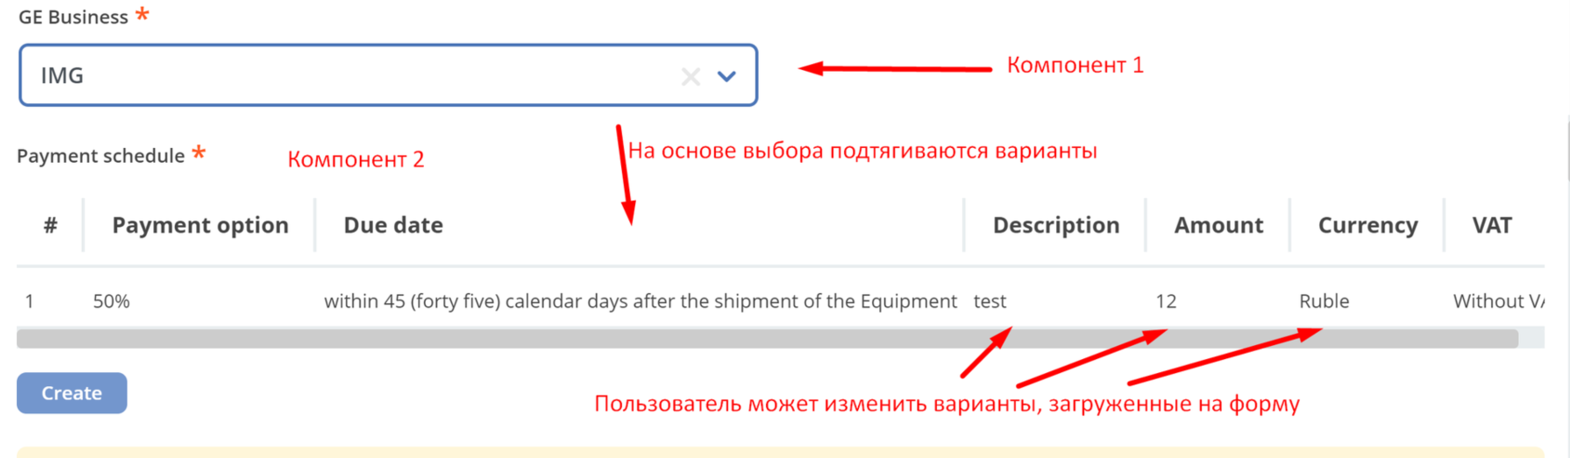 GE Business *
IMG
Компонент 1
Payment schedule *
Компонент 2
На основе выбора подтягиваются варианты
# Payment option Due date Description Amount Currency VAT
1 50% within 45 (forty five) calendar days after the shipment of the Equipment test 12 Ruble Without
Create
Пользователь может изменить варианты, загруженные на форму